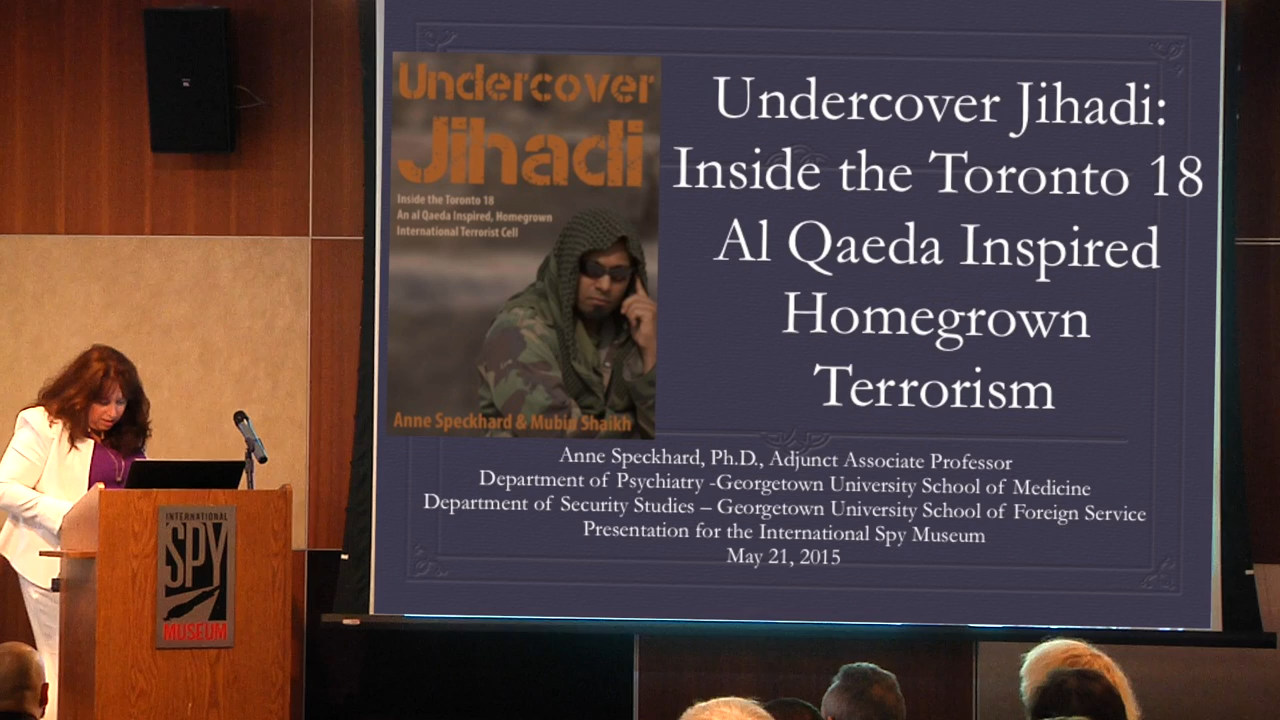 Undercover
Jihadi
Inside the Toronto 18
An al Qaeda Inspired, Homegrown
International Terrorist Cell
Anne Speckhard & Mubin Shaikh
Undercover Jihadi:
Inside the Toronto 18
Al Qaeda Inspired
Homegrown
Terrorism
Anne Speckhard, Ph.D., Adjunct Associate Professor
Department of Psychiatry -Georgetown University School of Medicine
Department of Security Studies – Georgetown University School of Foreign Service
Presentation for the International Spy Museum
May 21, 2015
INTERNATIONAL
SPY
MUSEUM